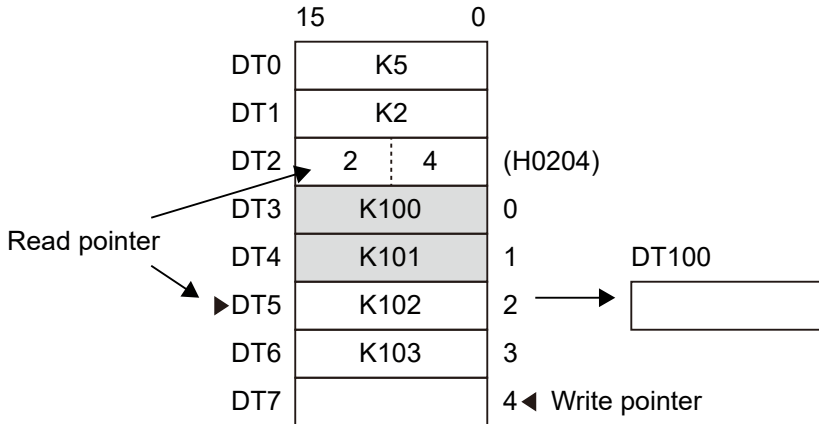 15 0
DT0 K5
DT1 K2
DT2 2 4 (H0204)
DT3 K100 0
Read pointer
DT4 K101 1 DT100
▶DT5 K102 2
DT6 K103 3
DT7 4◀ Write pointer